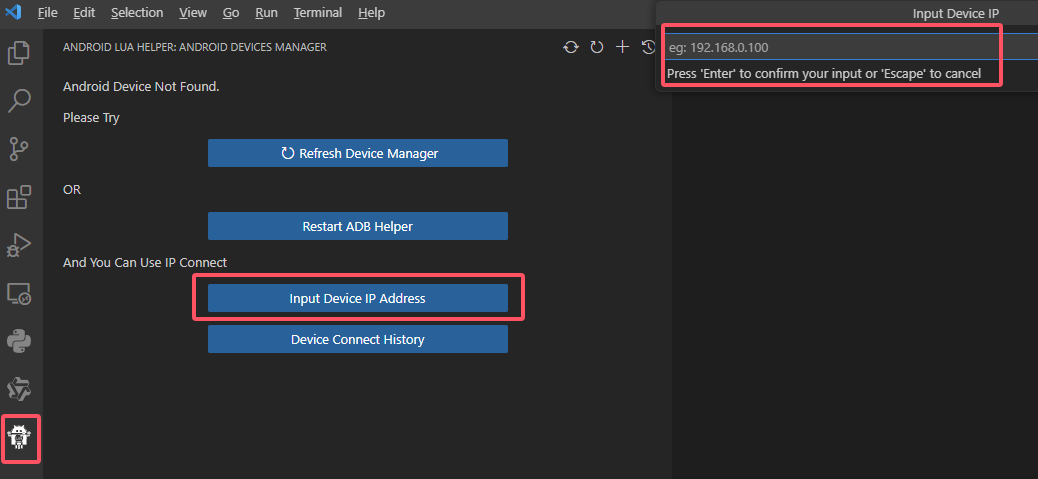 File Edit Selection View Go Run Terminal Help
Input Device IP
ANDROID LUA HELPER: ANDROID DEVICES MANAGER
eg: 192.168.0.100
Press 'Enter' to confirm your input or 'Escape' to cancel
Android Device Not Found.
Please Try
Refresh Device Manager
OR
Restart ADB Helper
And You Can Use IP Connect
Input Device IP Address
Device Connect History